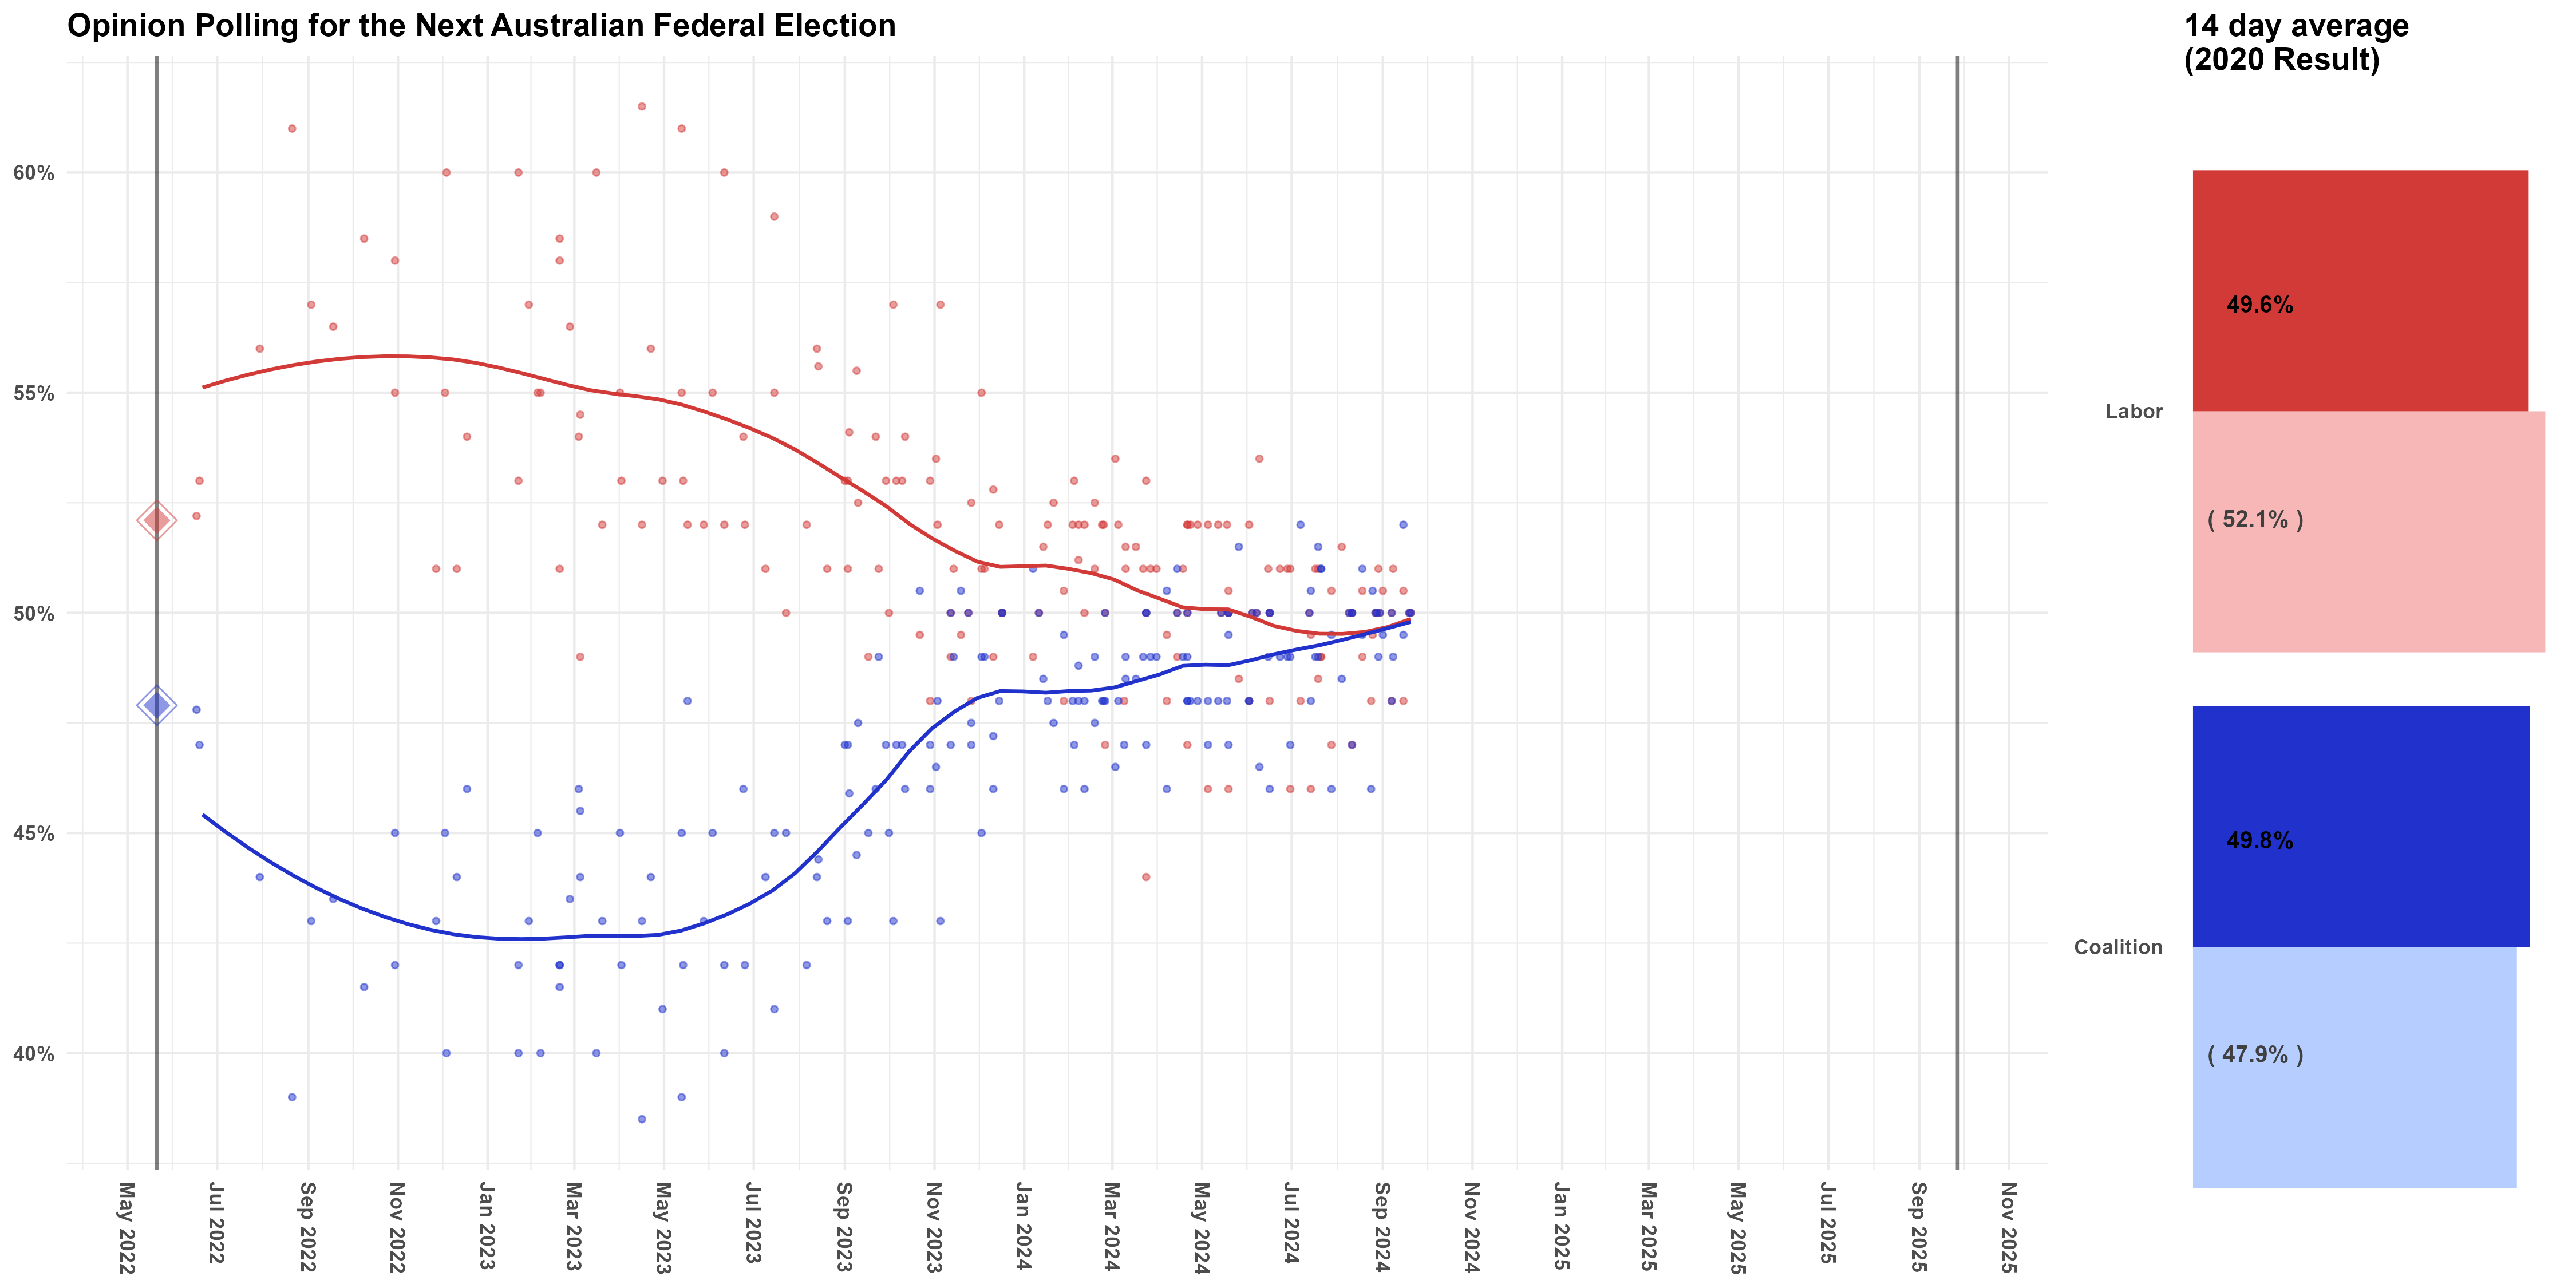 Opinion Polling for the Next Australian Federal Election
14 day average
(2020 Result)
60%
55%
50%
45%
40%
May 2022
Jul 2022
Sep 2022
Nov 2022
Jan 2023
Mar 2023
May 2023
Jul 2023
Sep 2023
Nov 2023
Jan 2024
Mar 2024
May 2024
Jul 2024
Sep 2024
Nov 2024
Jan 2025
Mar 2025
May 2025
Jul 2025
Sep 2025
Nov 2025
Labor
49.6%
( 52.1% )
Coalition
49.8%
( 47.9% )